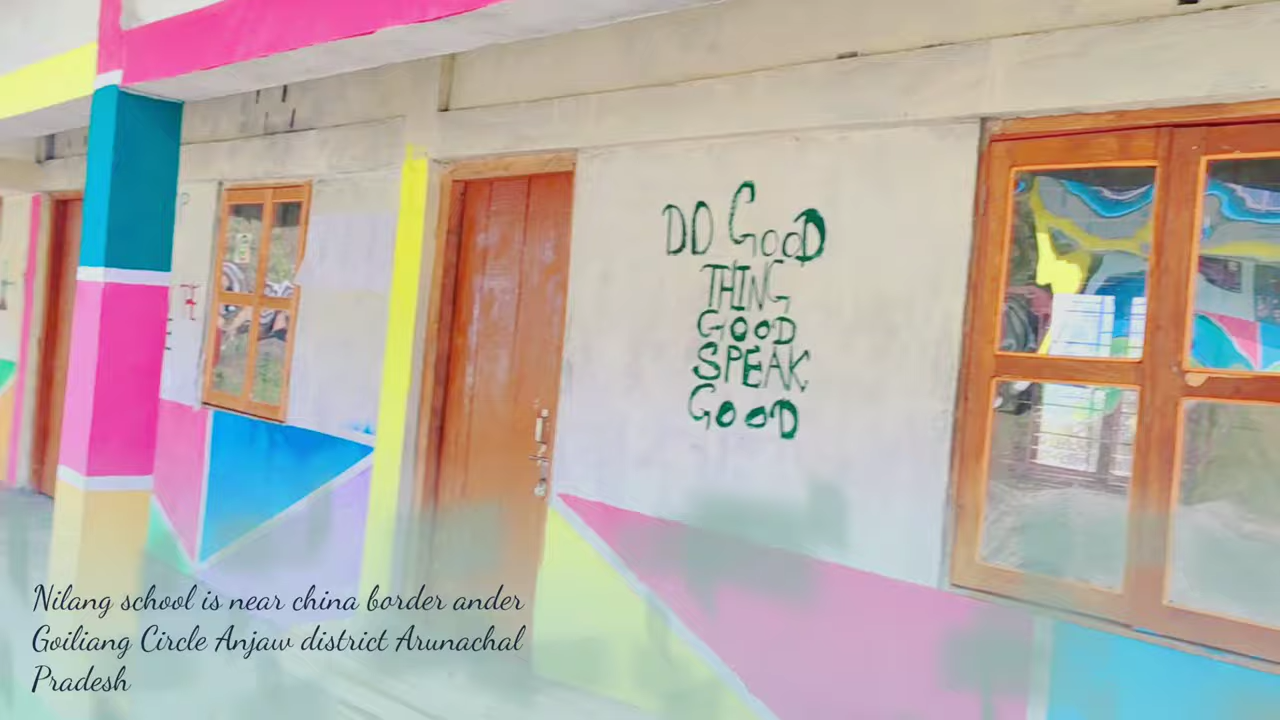 DO GOOD
THING
GOOD
SPEAK
GOOD
Nilang school is near china border ander
Goiliang Circle Anjaw district Arunachal
Pradesh